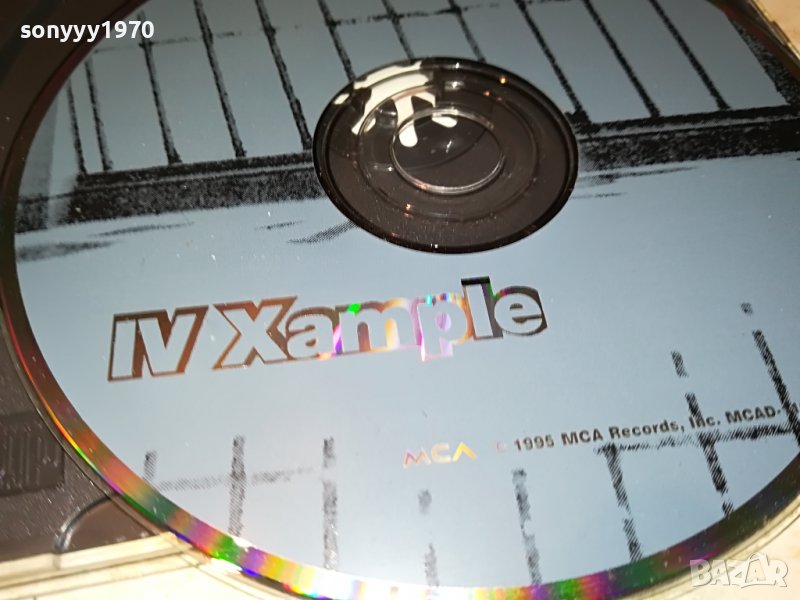 sonyyy1970
IV Xample
MCA © 1995 MCA Records, Inc. MCAD-
BAZAR